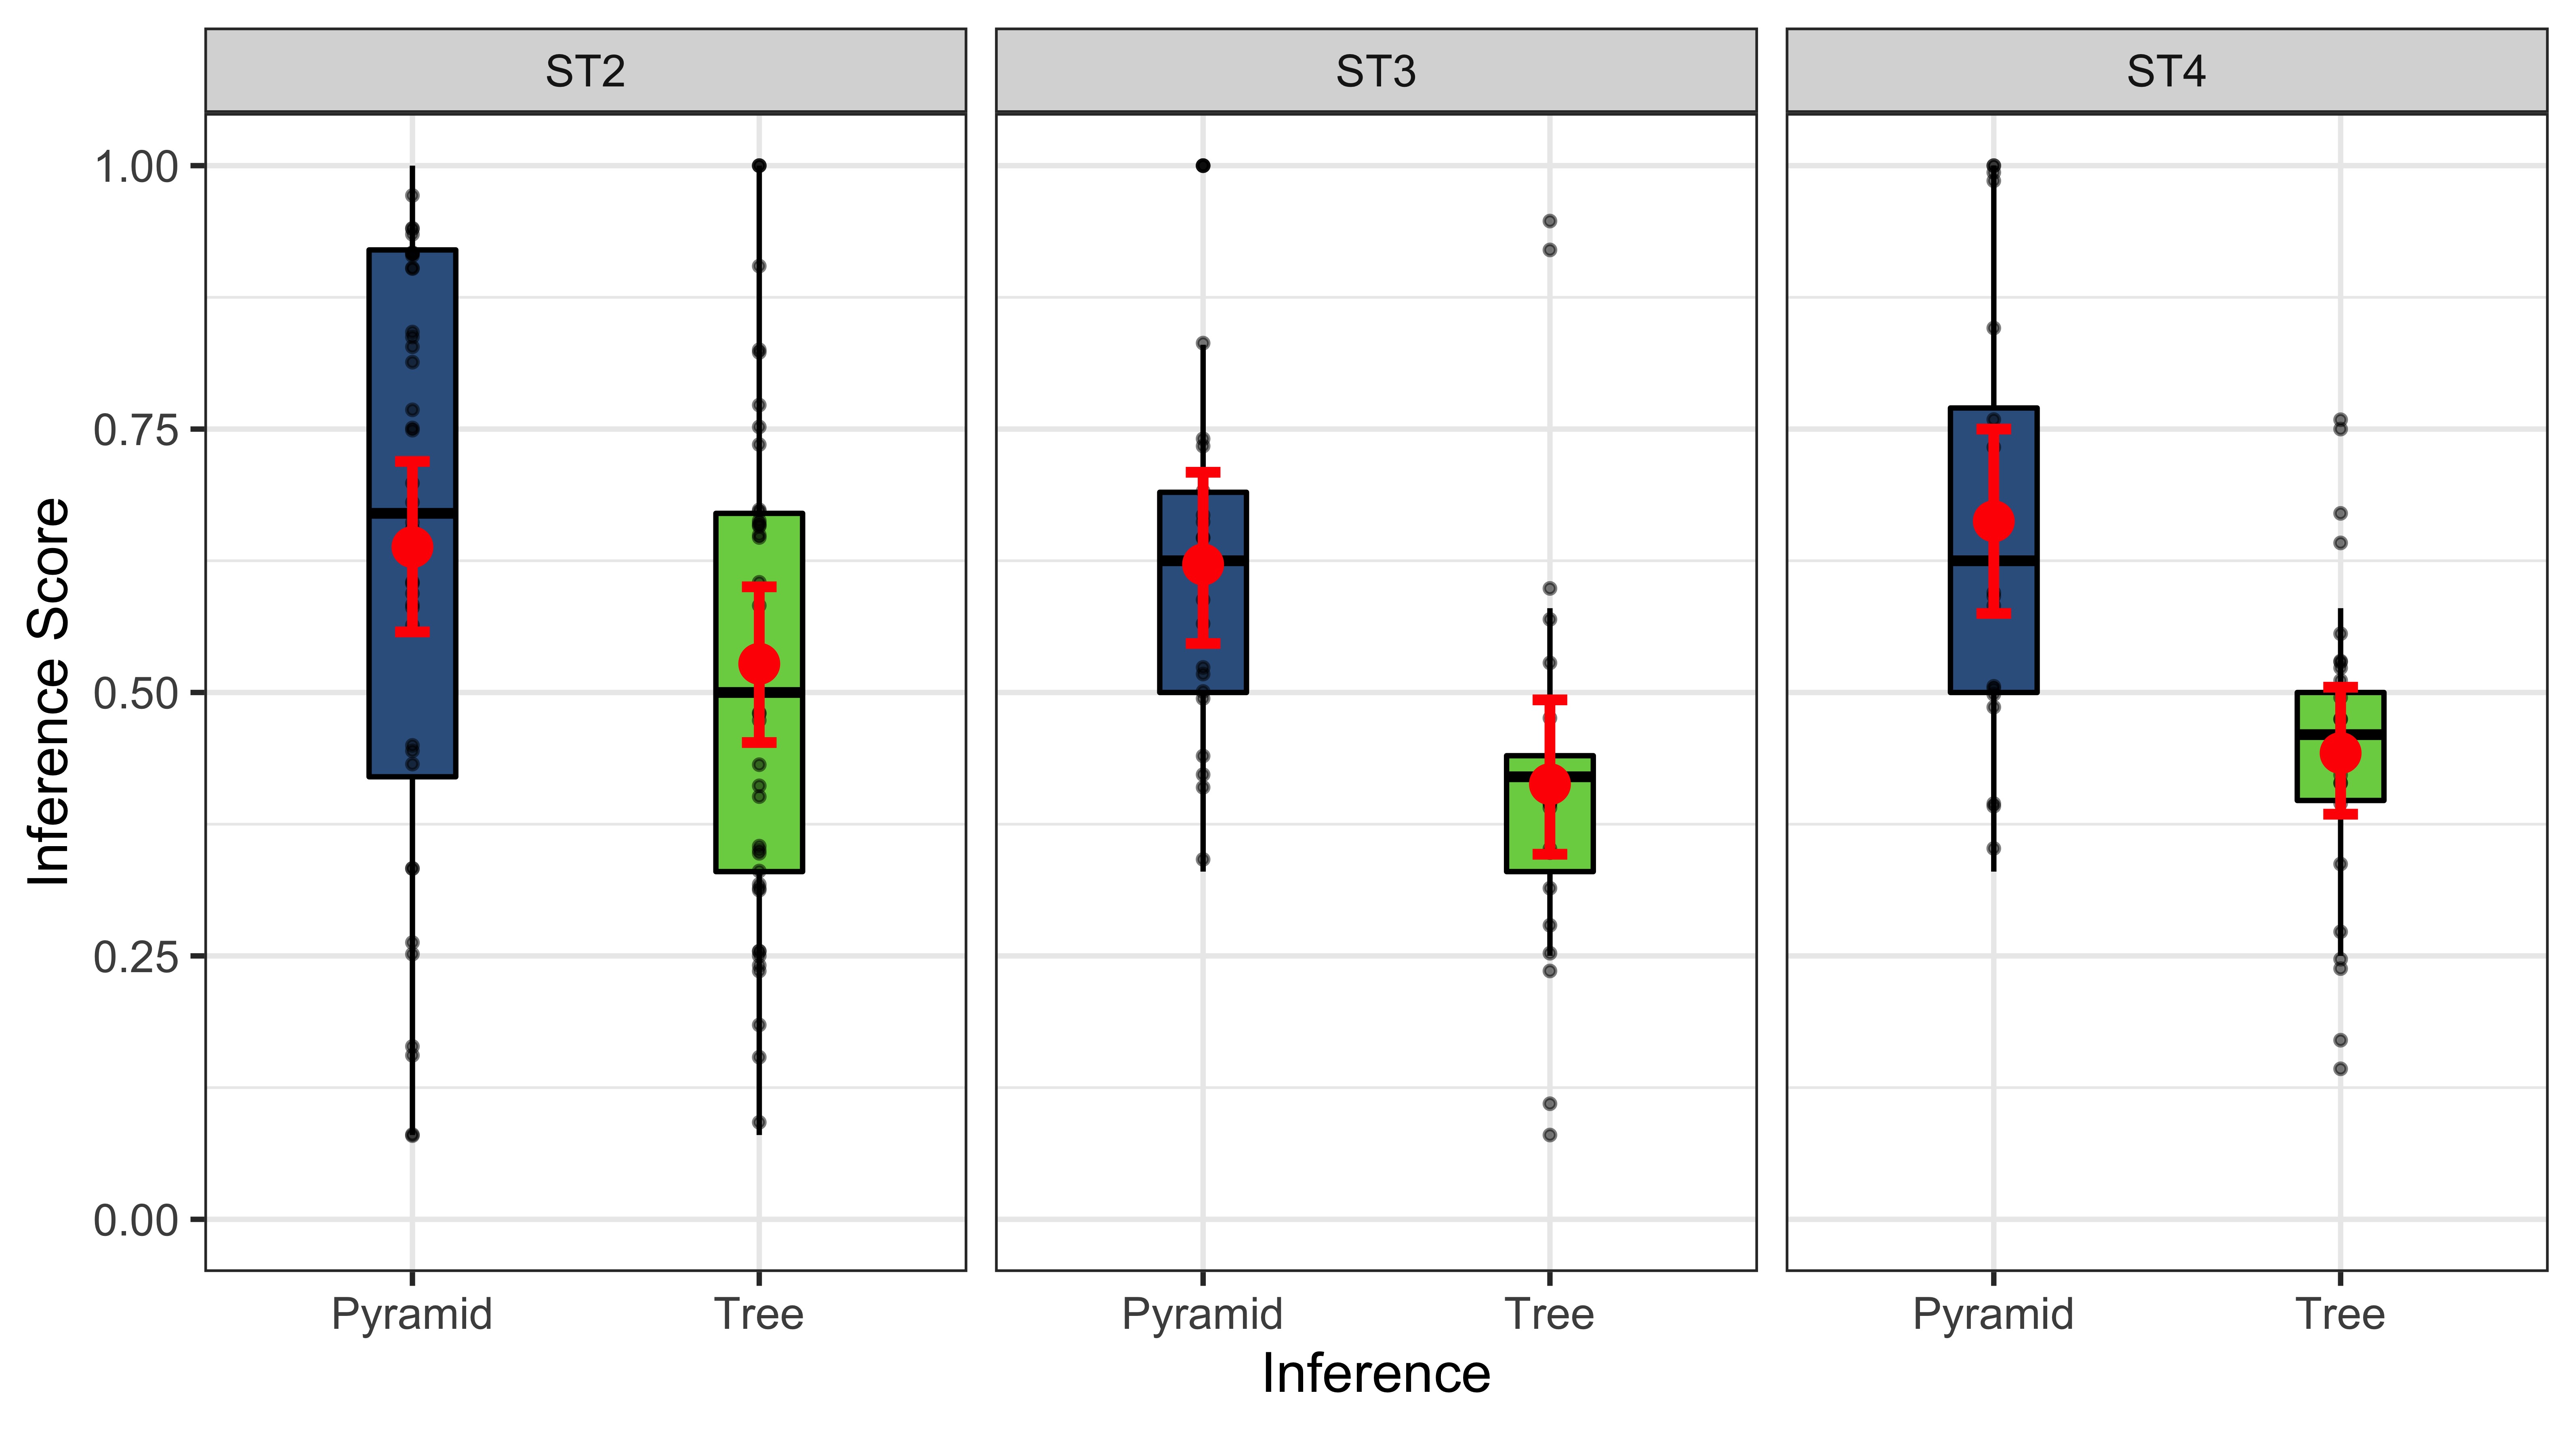 ST2 ST3 ST4
1.00
0.75
0.50
0.25
0.00
Inference Score
Pyramid Tree Pyramid Tree Pyramid Tree
Inference